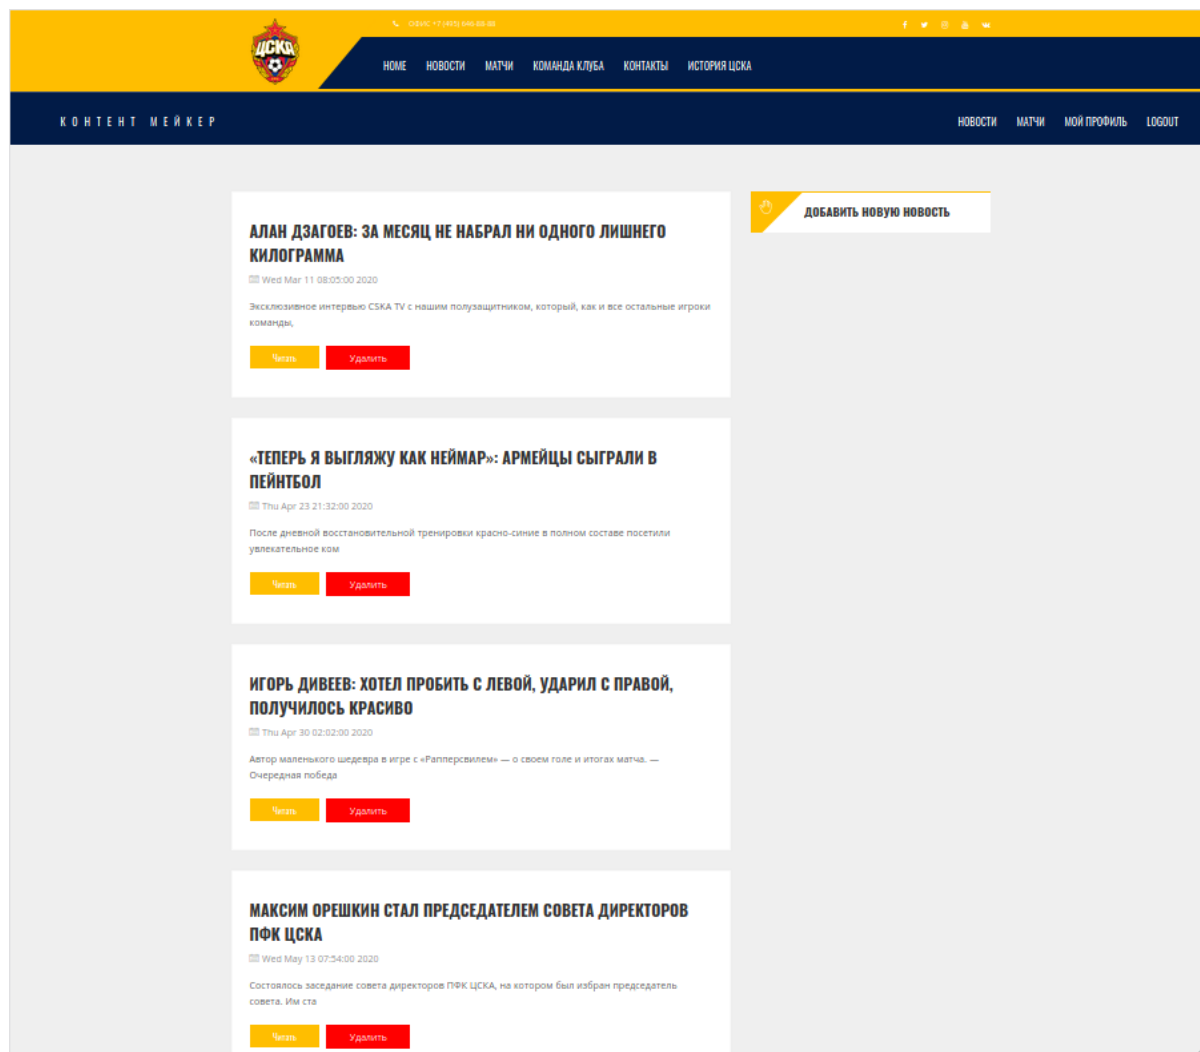 ОФИС +7 (495) 646-88-88
ЦСКА
HOME НОВОСТИ МАТЧИ КОМАНДА КЛУБА КОНТАКТЫ ИСТОРИЯ ЦСКА
КОНТЕНТ МЕЙКЕР
НОВОСТИ МАТЧИ МОЙ ПРОФИЛЬ LOGOUT
АЛАН ДЗАГОЕВ: ЗА МЕСЯЦ НЕ НАБРАЛ НИ ОДНОГО ЛИШНЕГО
КИЛОГРАММА
Wed Mar 11 08:05:00 2020
Эксклюзивное интервью CSKA TV с нашим полузащитником, который, как и все остальные игроки
команды,
Читать Удалить
ДОБАВИТЬ НОВУЮ НОВОСТЬ
«ТЕПЕРЬ Я ВЫГЛЯЖУ КАК НЕЙМАР»: АРМЕЙЦЫ СЫГРАЛИ В
ПЕЙНТБОЛ
Thu Apr 23 21:32:00 2020
После дневной восстановительной тренировки красно-синие в полном составе посетили
увлекательное ком
Читать Удалить
ИГОРЬ ДИВЕЕВ: ХОТЕЛ ПРОБИТЬ С ЛЕВОЙ, УДАРИЛ С ПРАВОЙ,
ПОЛУЧИЛОСЬ КРАСИВО
Thu Apr 30 02:02:00 2020
Автор маленького шедевра в игре с «Рапперсвилем» — о своем голе и итогах матча. —
Очередная победа
Читать Удалить
МАКСИМ ОРЕШКИН СТАЛ ПРЕДСЕДАТЕЛЕМ СОВЕТА ДИРЕКТОРОВ
ПФК ЦСКА
Wed May 13 07:54:00 2020
Состоялось заседание совета директоров ПФК ЦСКА, на котором был избран председатель
совета. Им ста
Читать Удалить